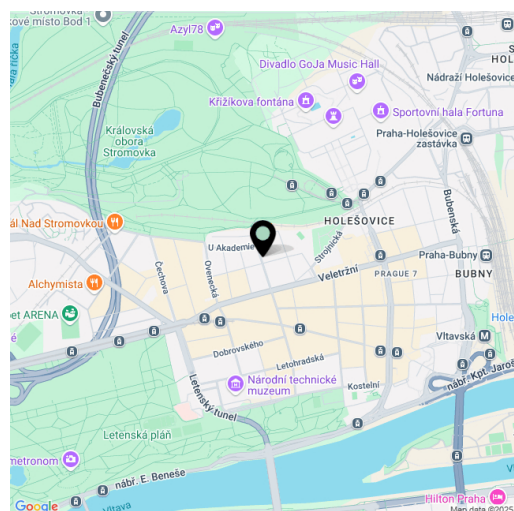 Stromovka
kové místo Bod 1
Azyl78
Divadlo GoJa Music Hall
HOL
Nádraží Holešovice
Křižíkova fontána
Sportovní hala Fortuna
Bubenečský tunel
Královská
obora
Stromovka
Praha-Holešovice
zastávka
Bubenská
ál Nad Stromovkou
HOLEŠOVICE
U Akademie
Strojnická
Praha-Bubny
BUBNY
Čechova
Ovenecká
Veletržní
PRAGUE 7
Alchymista
et ARENA
Hole
Vltavská
Dobrovského
Letohradská
Národní technické
muzeum
Kostelní
nábř. Kpt. Jaroš
Letenský tunel
Letenská pláň
metronom
nábř. E. Beneše
Vltava
Hilton Praha
Google
Map data ©2025